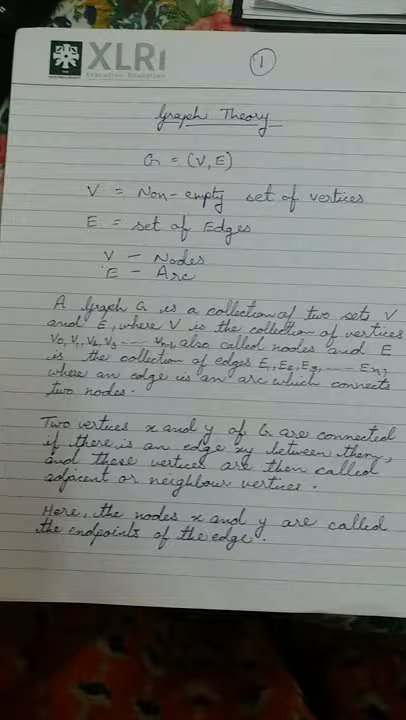 XLRI
Executive Education
1
Graph Theory
G = (V, E)
V = Non-empty set of vertices
E = set of Edges
V - Nodes
E - Arc
A Graph G is a collection of two sets V
and E, where V is the collection of vertices
V0, V1, V2, V3 ---- Vn-1 also called nodes and E
is the collection of edges E1, E2, E3, ---- En,
where an edge is an arc which connects
two nodes.
Two vertices x and y of G are connected
if there is an edge xy between them,
and these vertices are then called
adjacent or neighbour vertices.
Here, the nodes x and y are called
the endpoints of the edge.